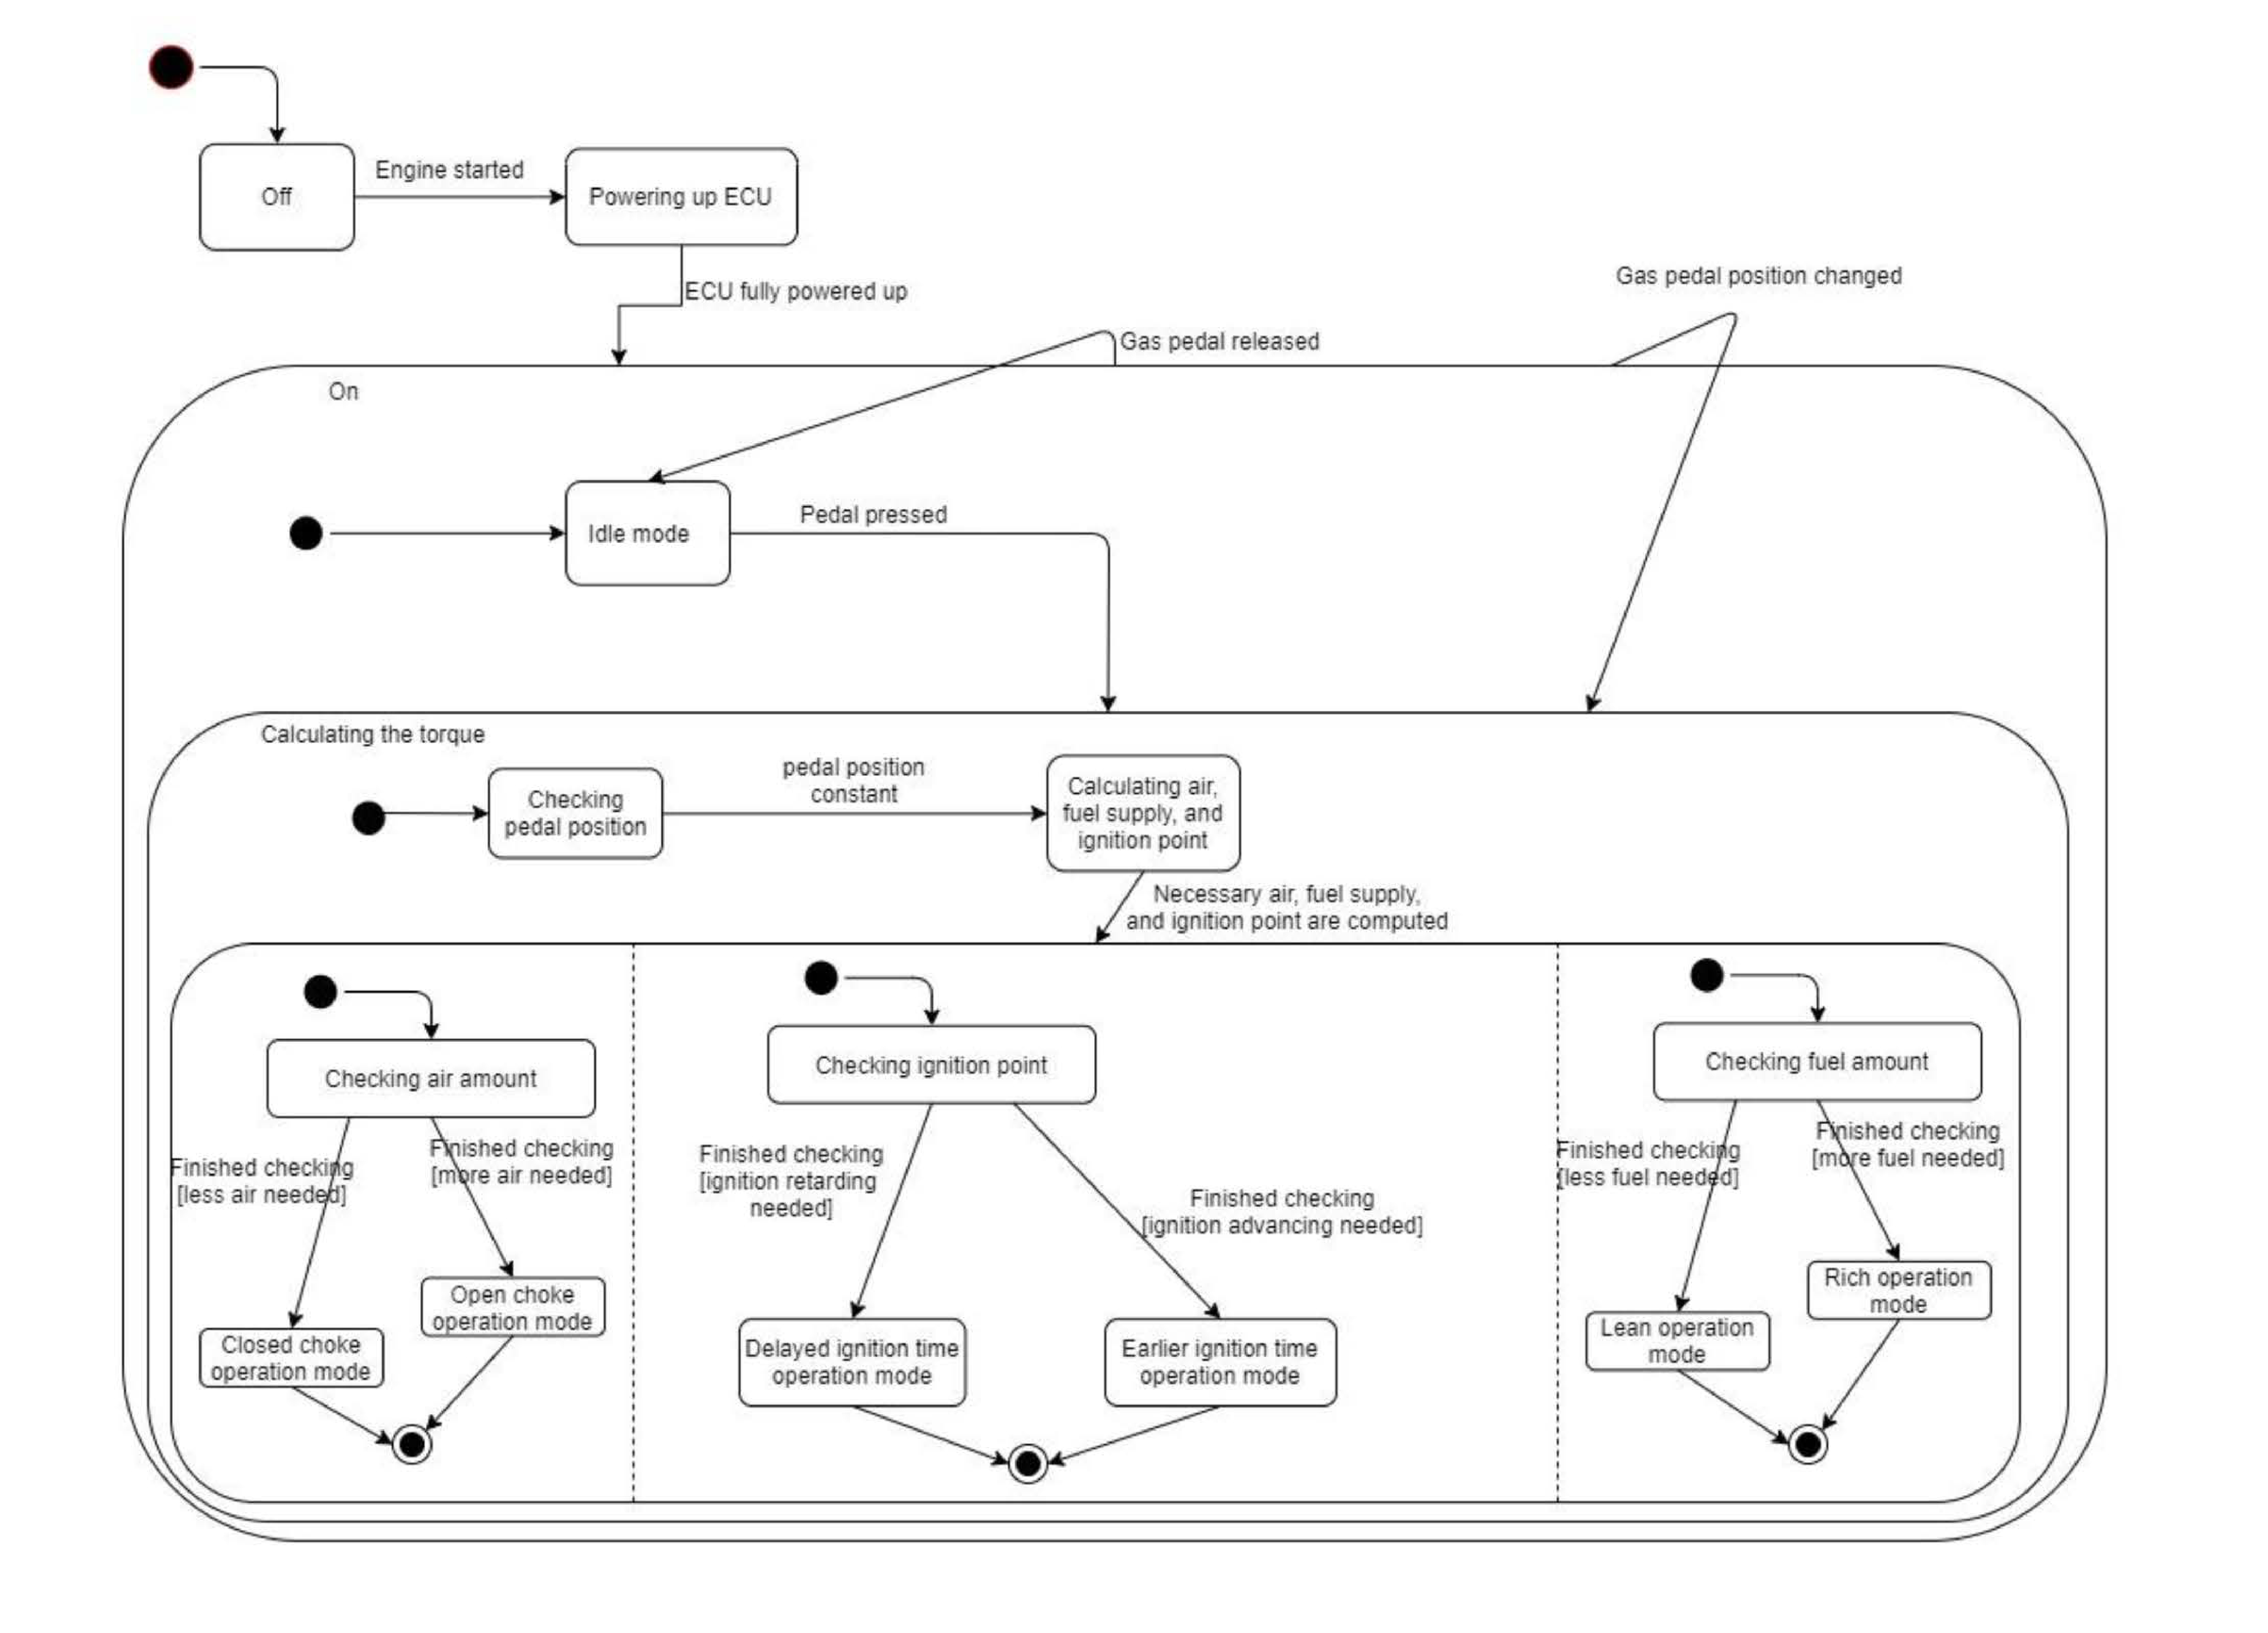 Off
Engine started
Powering up ECU
ECU fully powered up
Gas pedal position changed
Gas pedal released
On
Idle mode
Pedal pressed
Calculating the torque
Checking
pedal position
pedal position
constant
Calculating air,
fuel supply, and
ignition point
Necessary air, fuel supply,
and ignition point are computed
Checking air amount
Finished checking
[less air needed]
Finished checking
[more air needed]
Closed choke
operation mode
Open choke
operation mode
Checking ignition point
Finished checking
[ignition retarding
needed]
Finished checking
[ignition advancing needed]
Delayed ignition time
operation mode
Earlier ignition time
operation mode
Checking fuel amount
Finished checking
[less fuel needed]
Finished checking
[more fuel needed]
Lean operation
mode
Rich operation
mode